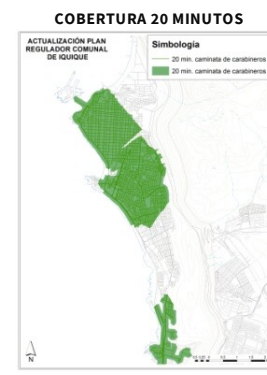 COBERTURA 20 MINUTOS
ACTUALIZACIÓN PLAN
REGULADOR COMUNAL
DE IQUIQUE
Simbología
20 min. caminata de carabineros
20 min. caminata de carabineros
N